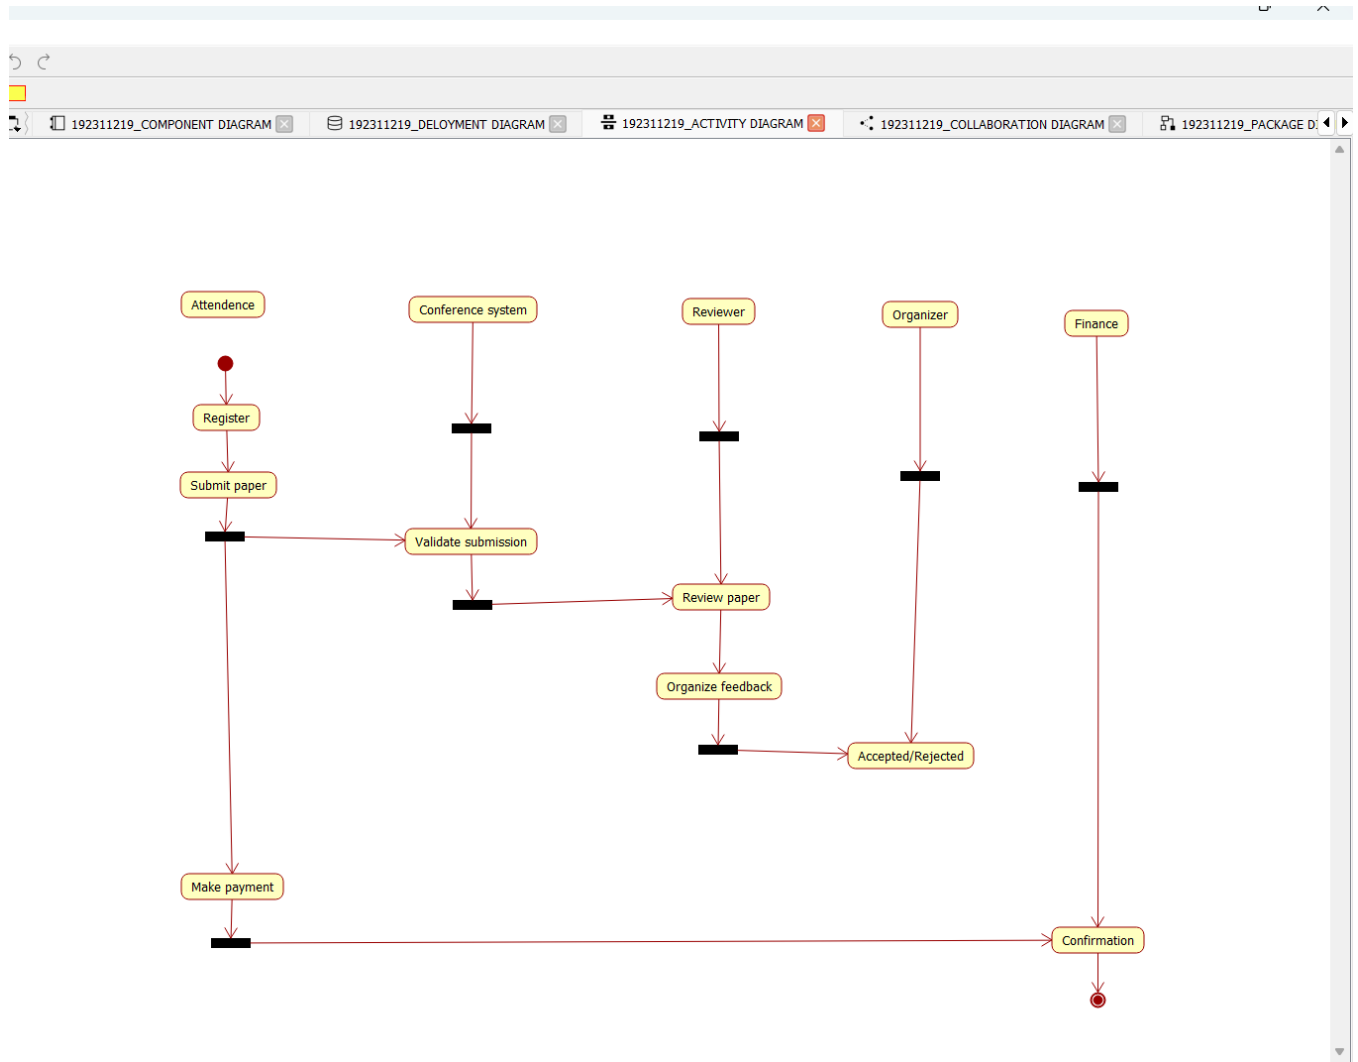 192311219_COMPONENT DIAGRAM
192311219_DELOYMENT DIAGRAM
192311219_ACTIVITY DIAGRAM
192311219_COLLABORATION DIAGRAM
192311219_PACKAGE
Attendence
Conference system
Reviewer
Organizer
Finance
Register
Submit paper
Validate submission
Review paper
Organize feedback
Accepted/Rejected
Make payment
Confirmation